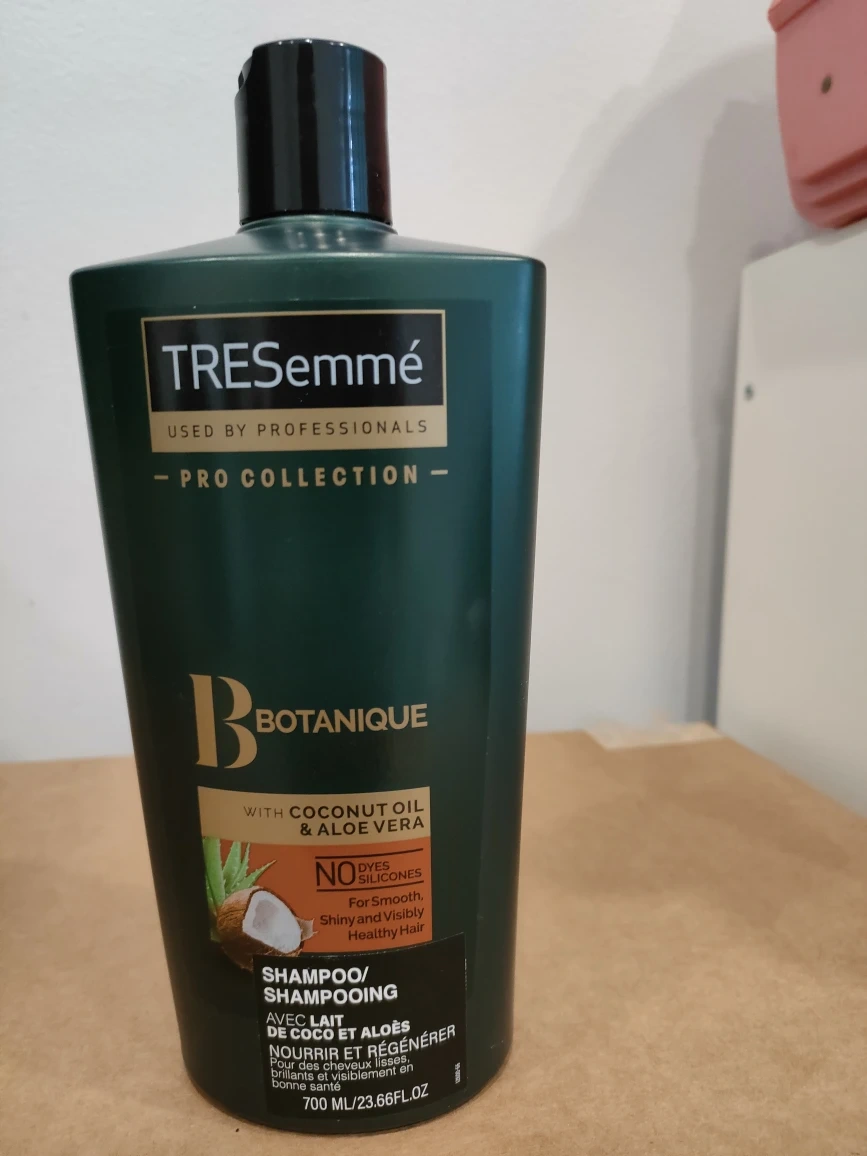 TRESemmé
USED BY PROFESSIONALS
– PRO COLLECTION –
B BOTANIQUE
WITH COCONUT OIL
& ALOE VERA
NO DYES
SILICONES
For Smooth,
Shiny and Visibly
Healthy Hair
SHAMPOO/
SHAMPOOING
AVEC LAIT
DE COCO ET ALOÈS
NOURRIR ET RÉGÉNÉRER
Pour des cheveux lisses,
brillants et visiblement en
bonne santé
700 ML/23.66FL.OZ